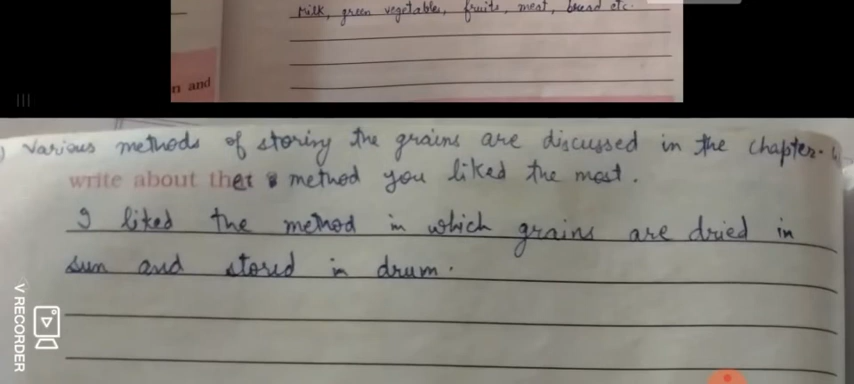 Milk, green vegetables, fruits, meat, bread etc.
n and
Various methods of storing the grains are discussed in the chapter.
write about that method you liked the most.
I liked the method in which grains are dried in
sun and stored in drum.
V RECORDER